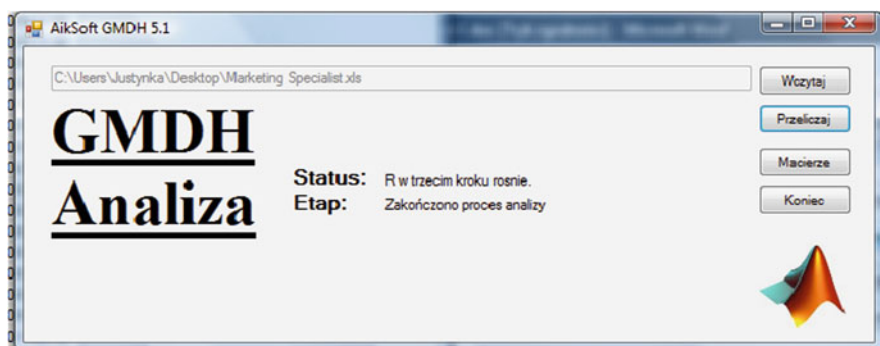 AikSoft GMDH 5.1
C:\Users\Justynka\Desktop\Marketing Specialist.xls
Wczytaj
GMDH
Analiza
Przeliczaj
Status: R w trzecim kroku rosnie.
Etap: Zakończono proces analizy
Macierze
Koniec